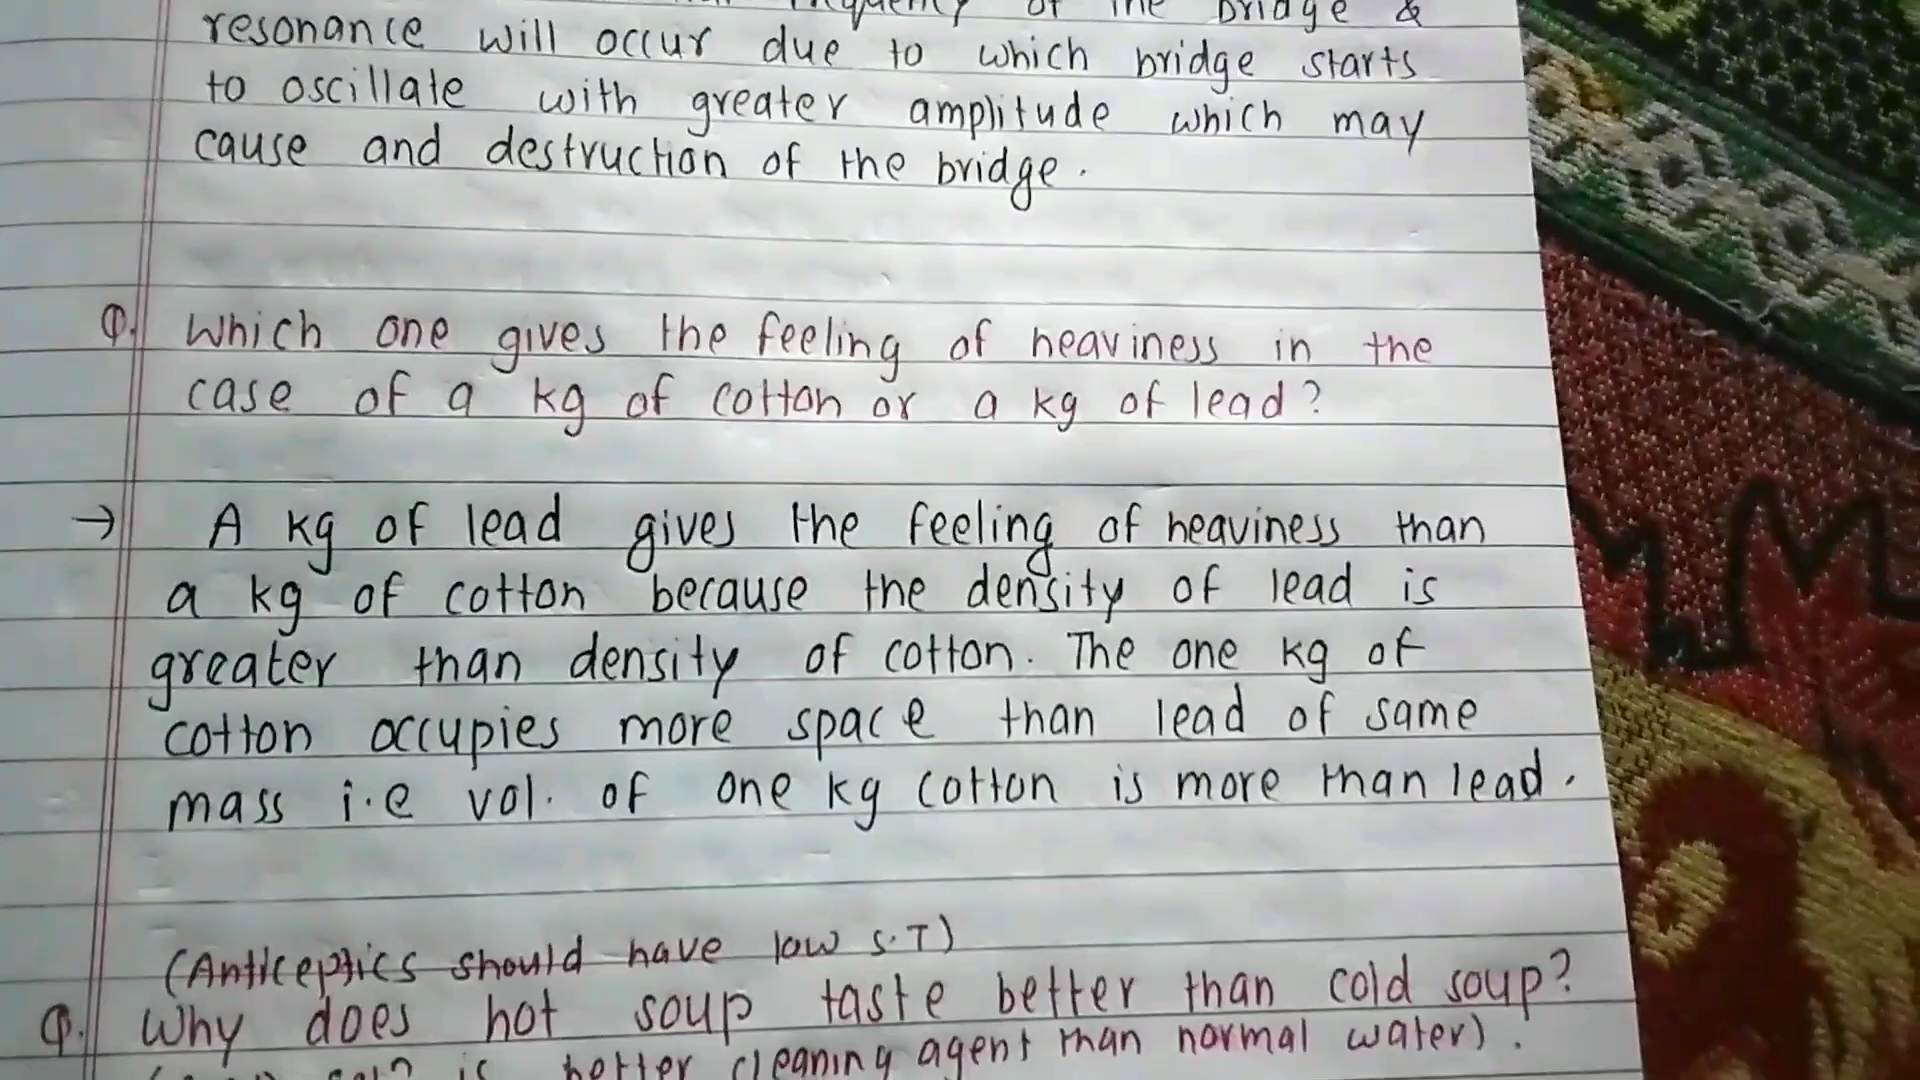 frequency of the bridge &
resonance will occur due to which bridge starts
to oscillate with greater amplitude which may
cause and destruction of the bridge.
Q. Which one gives the feeling of heaviness in the
case of a kg of cotton or a kg of lead?
→ A kg of lead gives the feeling of heaviness than
a kg of cotton because the density of lead is
greater than density of cotton. The one kg of
cotton occupies more space than lead of same
mass i.e vol. of one kg cotton is more than lead.
(Anticeptics should have low S.T)
Q. Why does hot soup taste better than cold soup?
is better cleaning agent than normal water).